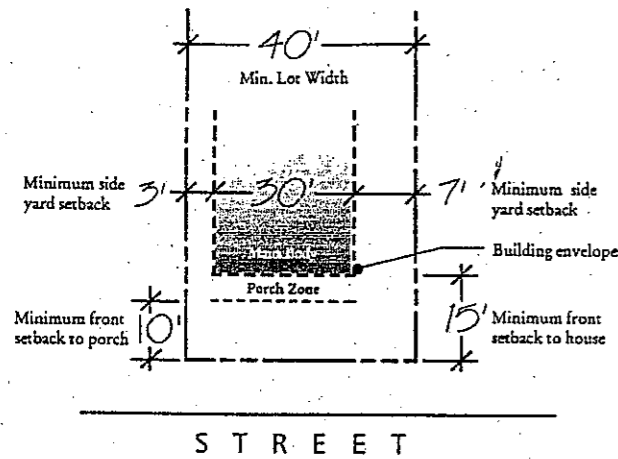 40'
Min. Lot Width
Minimum side
yard setback
3'
30'
7'
Minimum side
yard setback
Building envelope
Porch Zone
Minimum front
setback to porch
10'
15'
Minimum front
setback to house
STREET